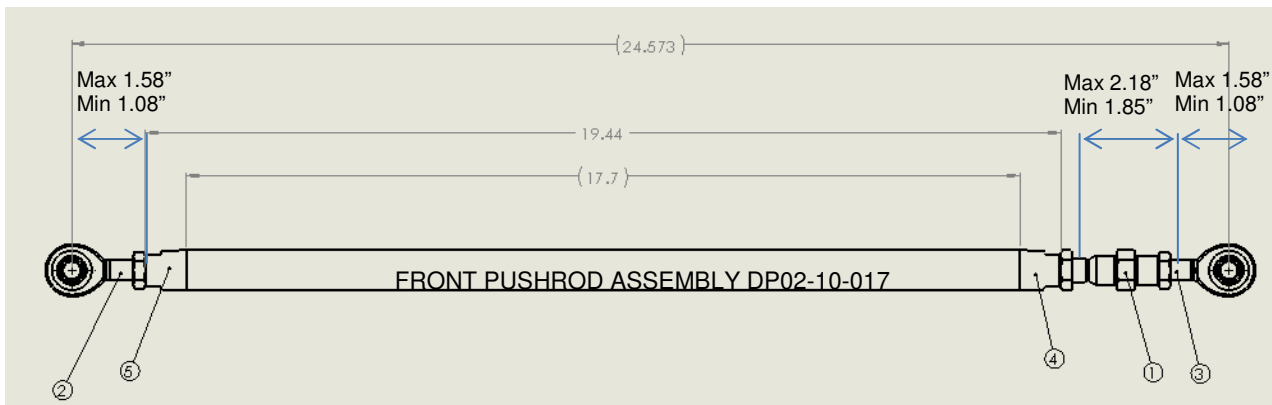 (24.573)
Max 1.58”
Min 1.08”
Max 2.18”
Min 1.85”
Max 1.58”
Min 1.08”
19.44
(17.7)
FRONT PUSHROD ASSEMBLY DP02-10-017
2
5
4
1
3